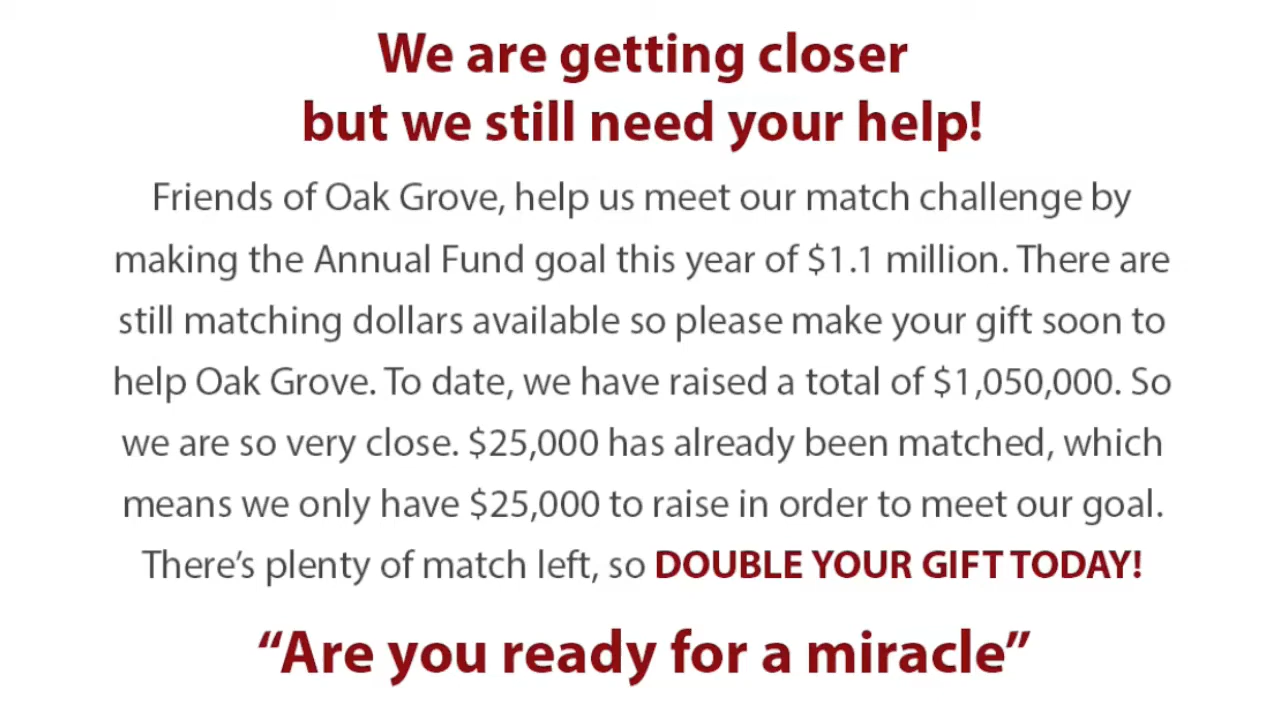 We are getting closer
but we still need your help!
Friends of Oak Grove, help us meet our match challenge by
making the Annual Fund goal this year of $1.1 million. There are
still matching dollars available so please make your gift soon to
help Oak Grove. To date, we have raised a total of $1,050,000. So
we are so very close. $25,000 has already been matched, which
means we only have $25,000 to raise in order to meet our goal.
There’s plenty of match left, so DOUBLE YOUR GIFT TODAY!
“Are you ready for a miracle”